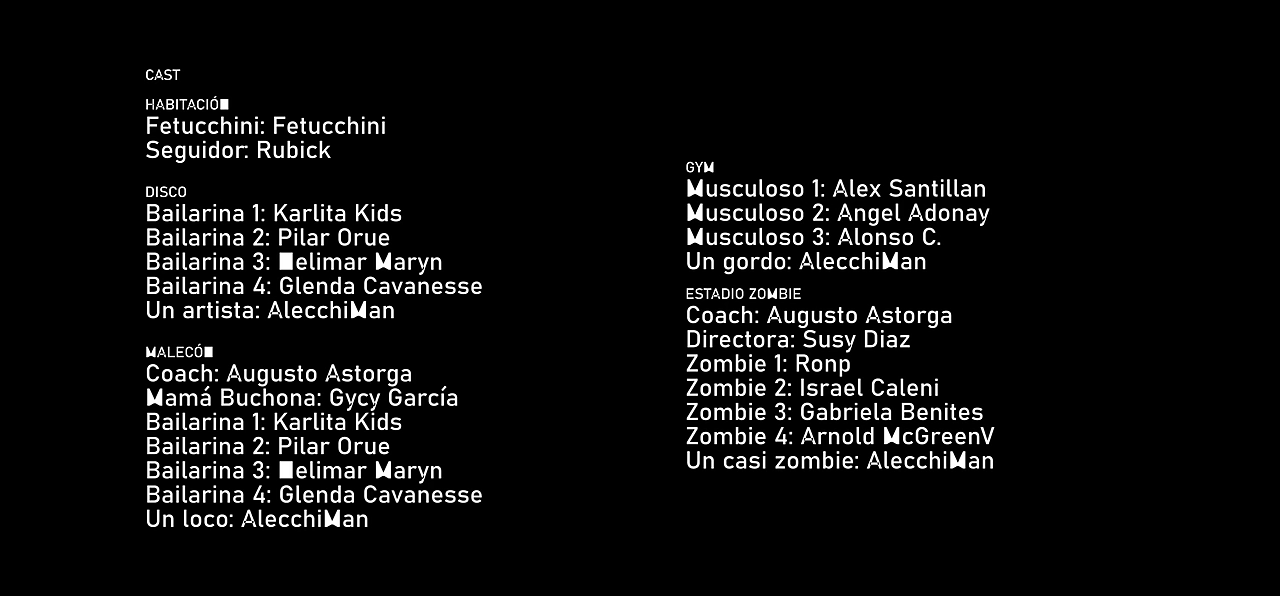 CAST
HABITACIÓN
Fetucchini: Fetucchini
Seguidor: Rubick
DISCO
Bailarina 1: Karlita Kids
Bailarina 2: Pilar Orue
Bailarina 3: Nelimar Maryn
Bailarina 4: Glenda Cavanesse
Un artista: AlecchiMan
MALECÓN
Coach: Augusto Astorga
Mamá Buchona: Gycy García
Bailarina 1: Karlita Kids
Bailarina 2: Pilar Orue
Bailarina 3: Nelimar Maryn
Bailarina 4: Glenda Cavanesse
Un loco: AlecchiMan
GYM
Musculoso 1: Alex Santillan
Musculoso 2: Angel Adonay
Musculoso 3: Alonso C.
Un gordo: AlecchiMan
ESTADIO ZOMBIE
Coach: Augusto Astorga
Directora: Susy Diaz
Zombie 1: Ronp
Zombie 2: Israel Caleni
Zombie 3: Gabriela Benites
Zombie 4: Arnold McGreenV
Un casi zombie: AlecchiMan